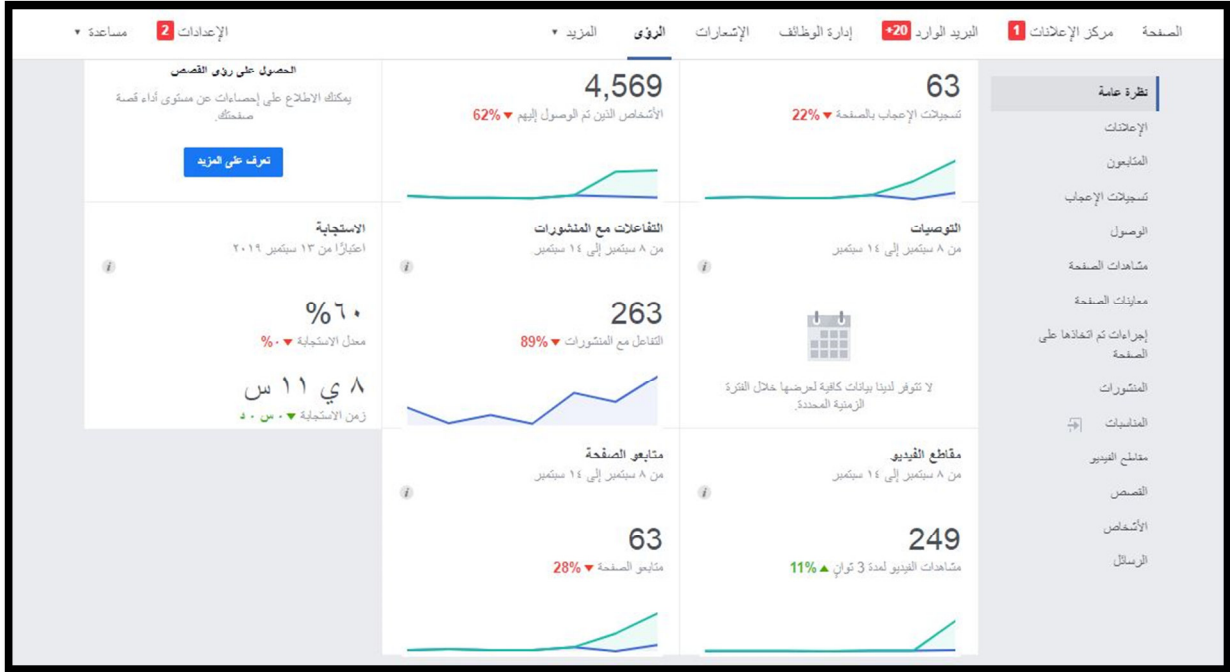 الصفحة
مركز الإعلانات 1
البريد الوارد 20+
إدارة الوظائف
الإشعارات
الرؤى
المزيد
الإعدادات 2
مساعدة
نظرة عامة
الإعلانات
المتابعون
تسجيلات الإعجاب
الوصول
مشاهدات الصفحة
معاينات الصفحة
إجراءات تم اتخاذها على
الصفحة
المنشورات
المناسبات
مقاطع الفيديو
القصص
الأشخاص
الرسائل
63
تسجيلات الإعجاب بالصفحة ▼ 22%
4,569
الأشخاص الذين تم الوصول إليهم ▼ 62%
الحصول على رؤى القصص
يمكنك الاطلاع على إحصاءات عن مستوى أداء قصة
صفحتك.
تعرف على المزيد
التوصيات
من ٨ سبتمبر إلى ١٤ سبتمبر
لا تتوفر لدينا بيانات كافية لعرضها خلال الفترة
الزمنية المحددة.
التفاعلات مع المنشورات
من ٨ سبتمبر إلى ١٤ سبتمبر
263
التفاعل مع المنشورات ▼ 89%
الاستجابة
اعتبارًا من ١٣ سبتمبر ٢٠١٩
٦٠%
معدل الاستجابة ▼ ٠%
٨ ي ١١ س
زمن الاستجابة ▼ ٠ س ٠ د
مقاطع الفيديو
من ٨ سبتمبر إلى ١٤ سبتمبر
249
مشاهدات الفيديو لمدة 3 ثوانٍ ▲ 11%
متابعو الصفحة
من ٨ سبتمبر إلى ١٤ سبتمبر
63
متابعو الصفحة ▼ 28%